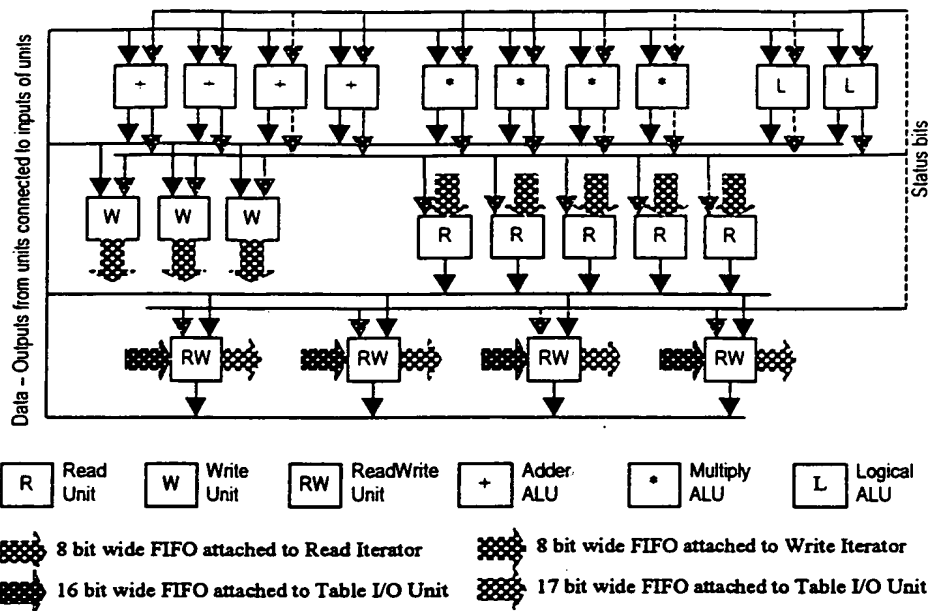 Data – Outputs from units connected to inputs of units
Status bits
+ + + + * * * * L L
W W W R R R R R
RW RW RW RW
R Read Unit W Write Unit RW ReadWrite Unit + Adder ALU * Multiply ALU L Logical ALU
8 bit wide FIFO attached to Read Iterator
8 bit wide FIFO attached to Write Iterator
16 bit wide FIFO attached to Table I/O Unit
17 bit wide FIFO attached to Table I/O Unit